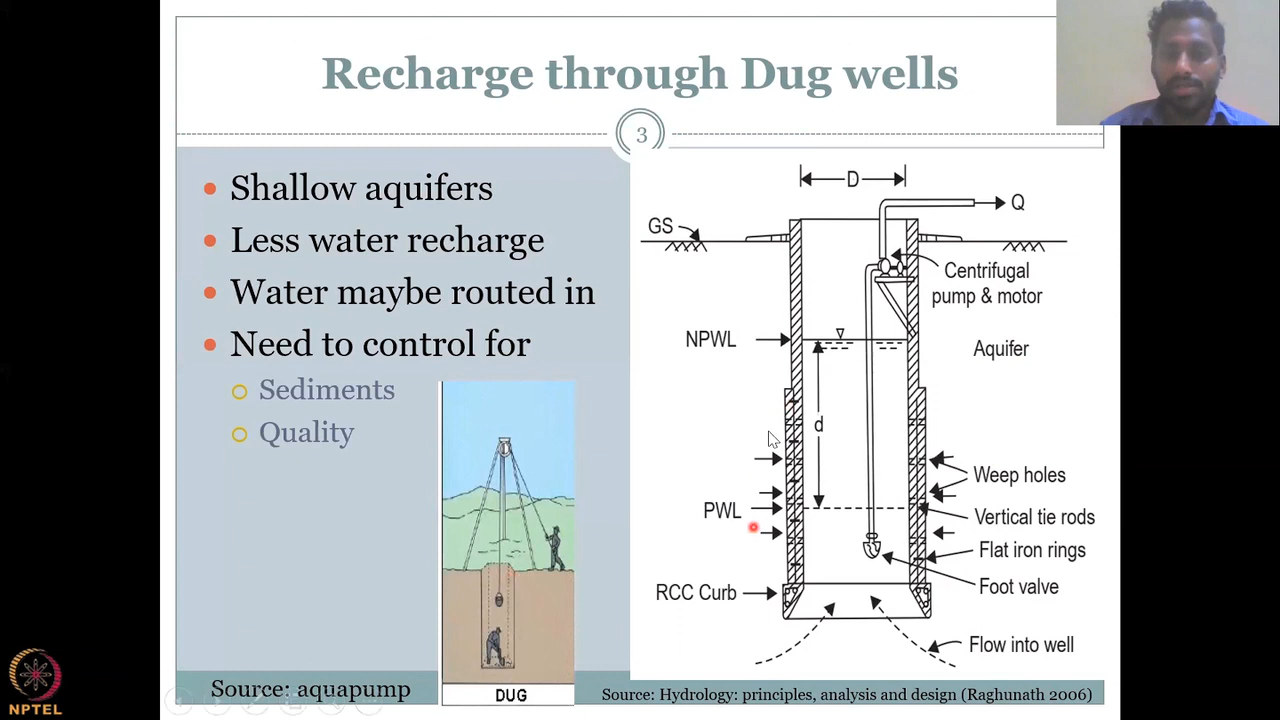 Recharge through Dug wells
3
Shallow aquifers
Less water recharge
Water maybe routed in
Need to control for
Sediments
Quality
DUG
Source: aquapump
D
Q
GS
Centrifugal
pump & motor
NPWL
Aquifer
d
Weep holes
PWL
Vertical tie rods
Flat iron rings
Foot valve
RCC Curb
Flow into well
Source: Hydrology: principles, analysis and design (Raghunath 2006)
NPTEL